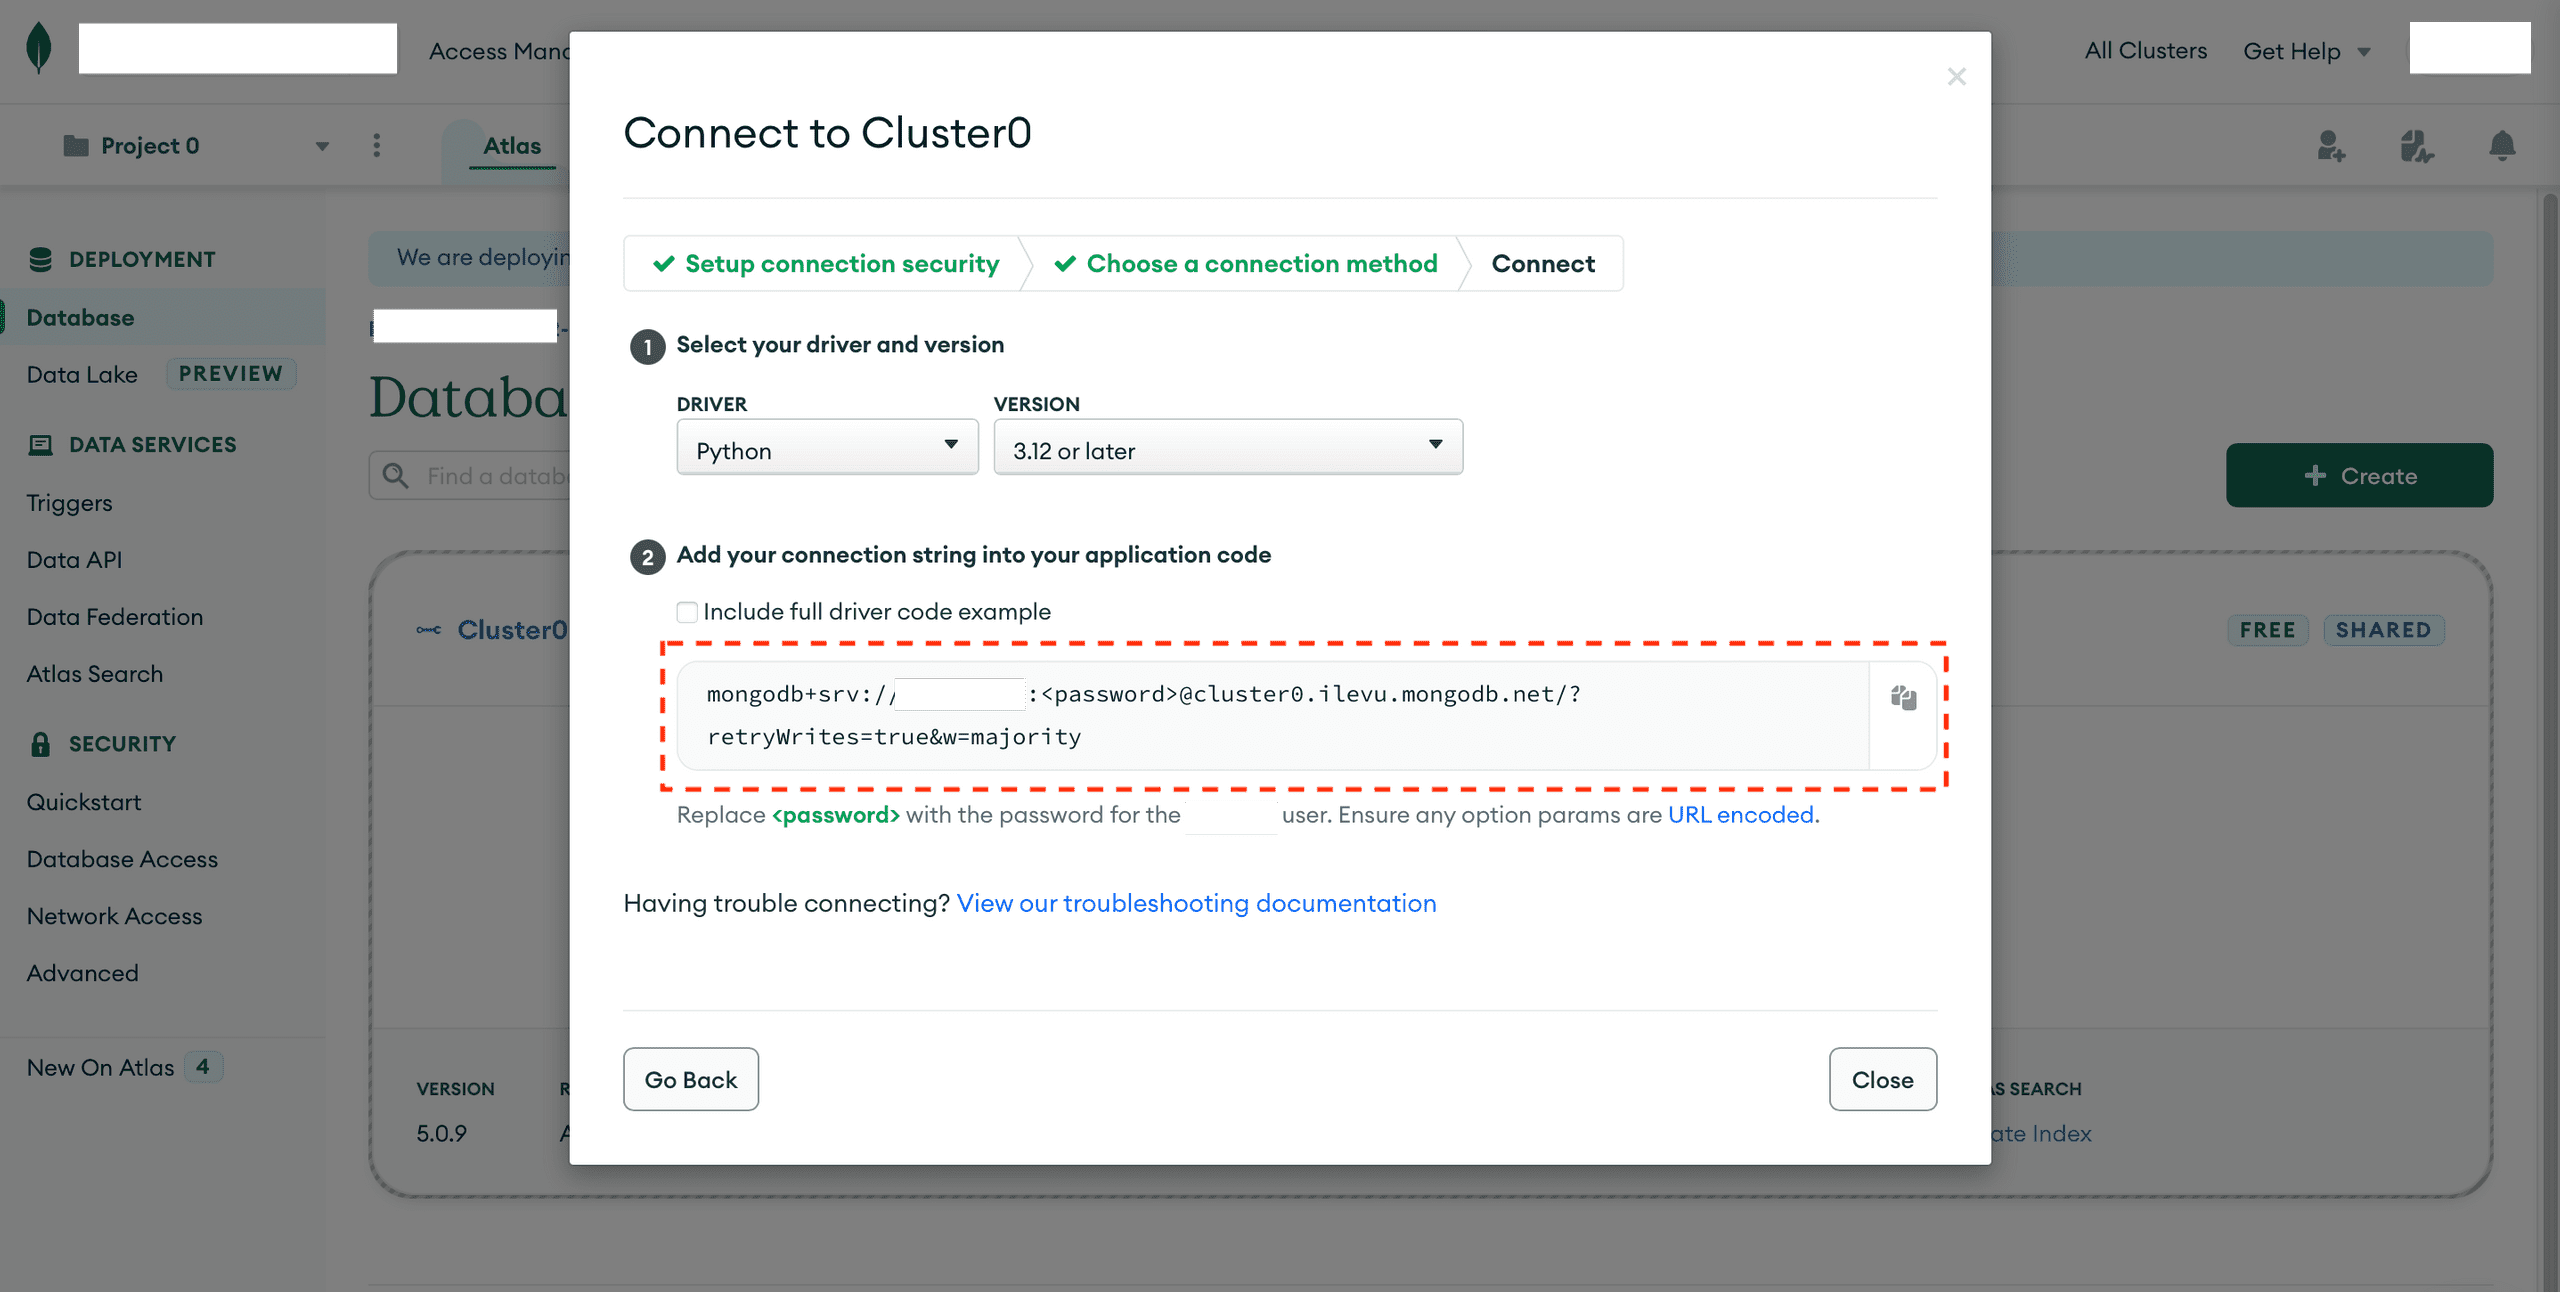 Access Mana
All Clusters
Get Help
Project 0
Atlas
DEPLOYMENT
Database
Data Lake PREVIEW
DATA SERVICES
Triggers
Data API
Data Federation
Atlas Search
SECURITY
Quickstart
Database Access
Network Access
Advanced
New On Atlas 4
We are deployin
Databa
Find a datab
Create
Cluster0
FREE SHARED
VERSION
5.0.9
AS SEARCH
ate Index
Connect to Cluster0
Setup connection security
Choose a connection method
Connect
1 Select your driver and version
DRIVER VERSION
Python 3.12 or later
2 Add your connection string into your application code
Include full driver code example
mongodb+srv:// :<password>@cluster0.ilevu.mongodb.net/?
retryWrites=true&w=majority
Replace <password> with the password for the user. Ensure any option params are URL encoded.
Having trouble connecting? View our troubleshooting documentation
Go Back
Close